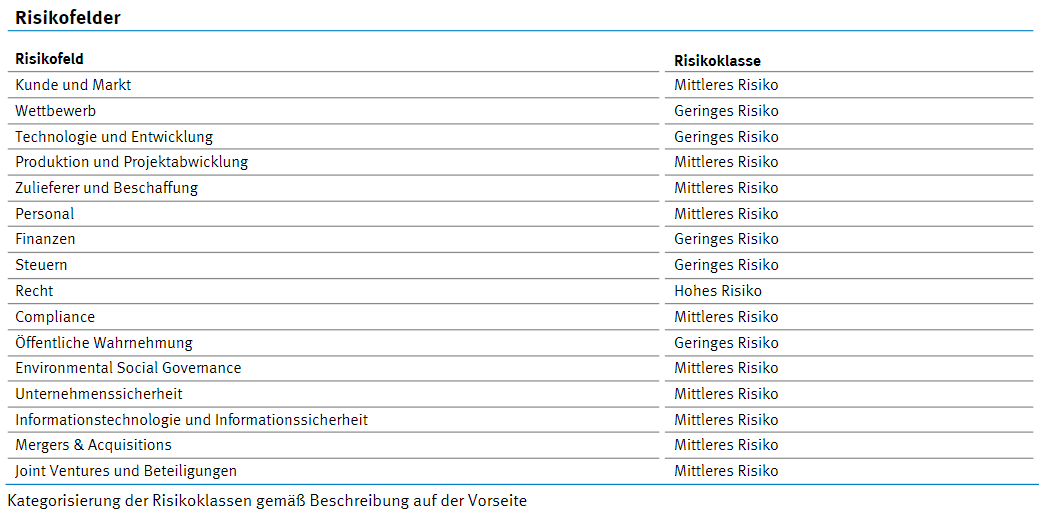 Risikofelder
Risikofeld Risikoklasse
Kunde und Markt Mittleres Risiko
Wettbewerb Geringes Risiko
Technologie und Entwicklung Geringes Risiko
Produktion und Projektabwicklung Mittleres Risiko
Zulieferer und Beschaffung Mittleres Risiko
Personal Mittleres Risiko
Finanzen Geringes Risiko
Steuern Geringes Risiko
Recht Hohes Risiko
Compliance Mittleres Risiko
Öffentliche Wahrnehmung Geringes Risiko
Environmental Social Governance Mittleres Risiko
Unternehmenssicherheit Mittleres Risiko
Informationstechnologie und Informationssicherheit Mittleres Risiko
Mergers & Acquisitions Mittleres Risiko
Joint Ventures und Beteiligungen Mittleres Risiko
Kategorisierung der Risikoklassen gemäß Beschreibung auf der Vorseite